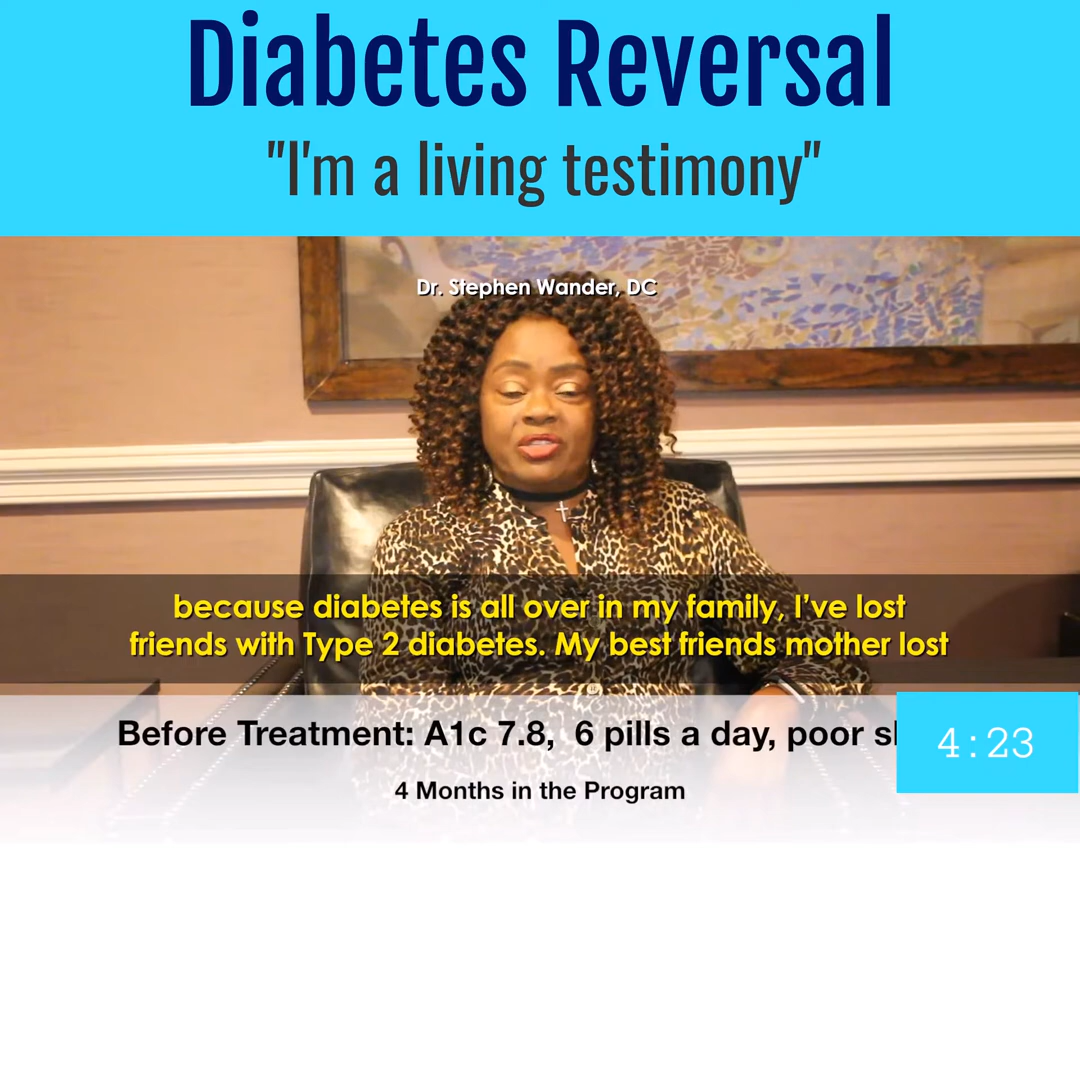 Diabetes Reversal
"I'm a living testimony"
Dr. Stephen Wander, DC
because diabetes is all over in my family, I’ve lost
friends with Type 2 diabetes. My best friends mother lost
Before Treatment: A1c 7.8, 6 pills a day, poor
4:23
4 Months in the Program